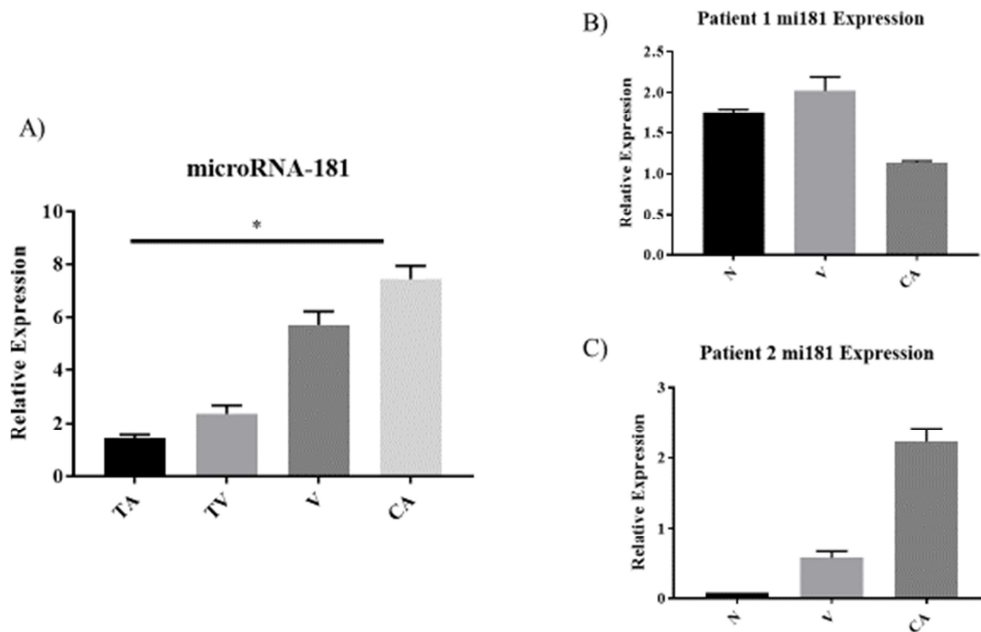 A)
microRNA-181
*
Relative Expression
10
8
6
4
2
0
TA
TV
V
CA
B)
Patient 1 mi181 Expression
Relative Expression
2.5
2.0
1.5
1.0
0.5
0.0
N
V
CA
C)
Patient 2 mi181 Expression
Relative Expression
3
2
1
0
N
V
CA